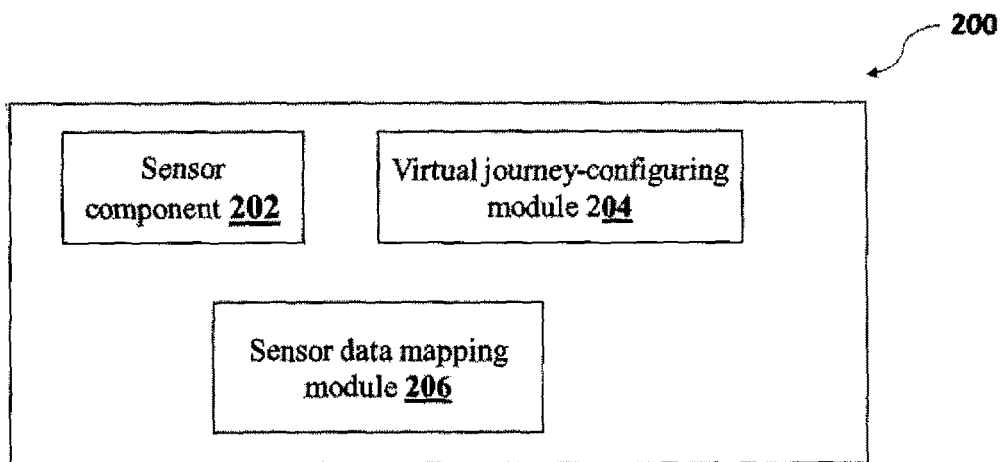 200
Sensor
component 202
Virtual journey-configuring
module 204
Sensor data mapping
module 206